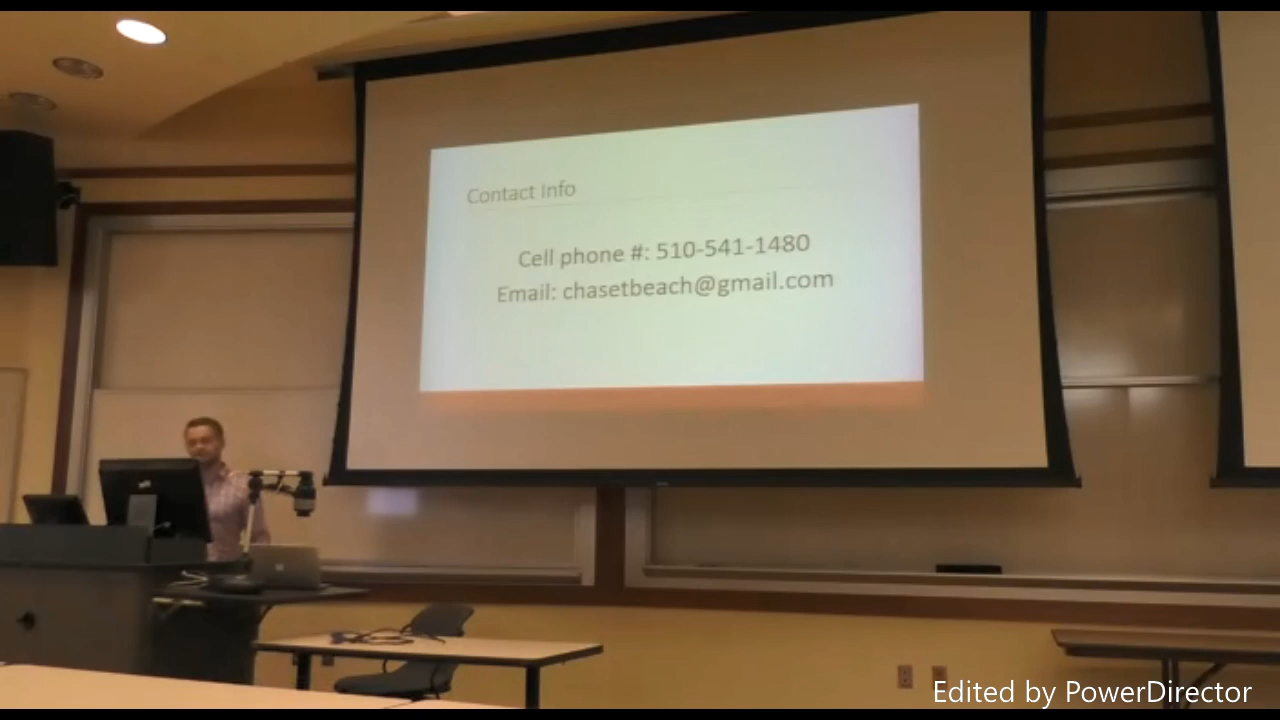 Contact Info
Cell phone #: 510-541-1480
Email: chasetbeach@gmail.com
Edited by PowerDirector